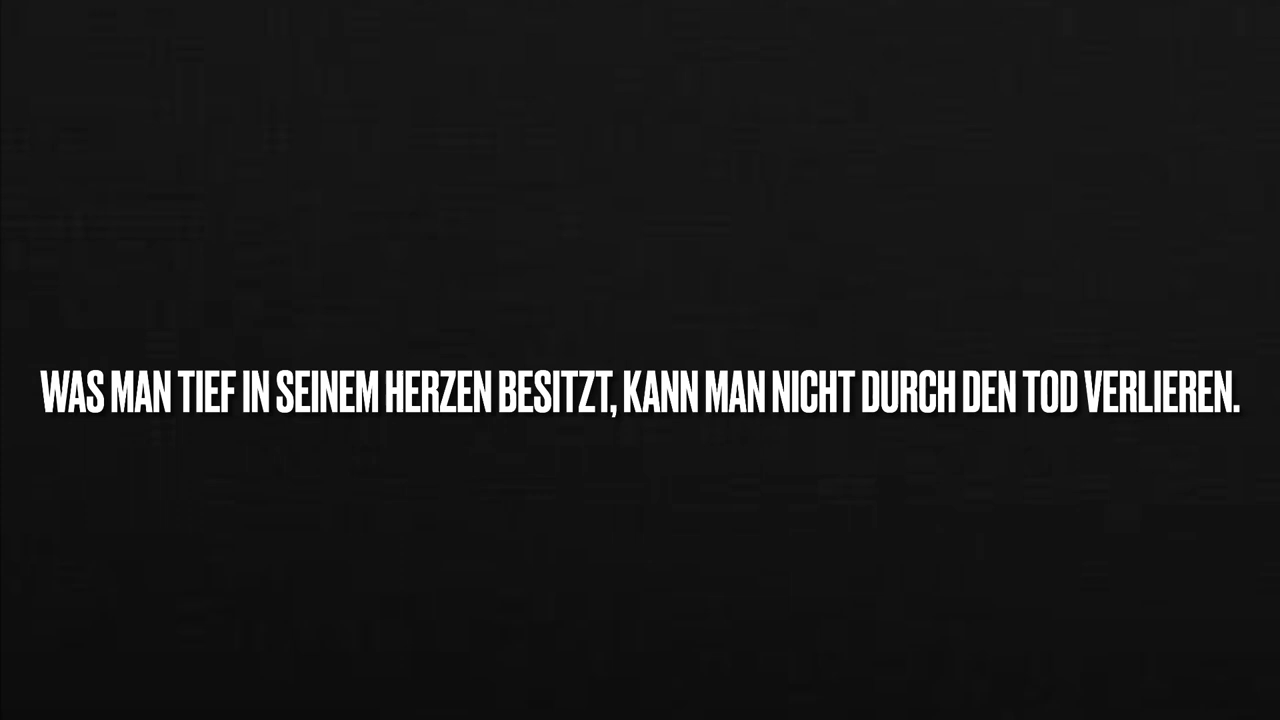 WAS MAN TIEF IN SEINEM HERZEN BESITZT, KANN MAN NICHT DURCH DEN TOD VERLIEREN.